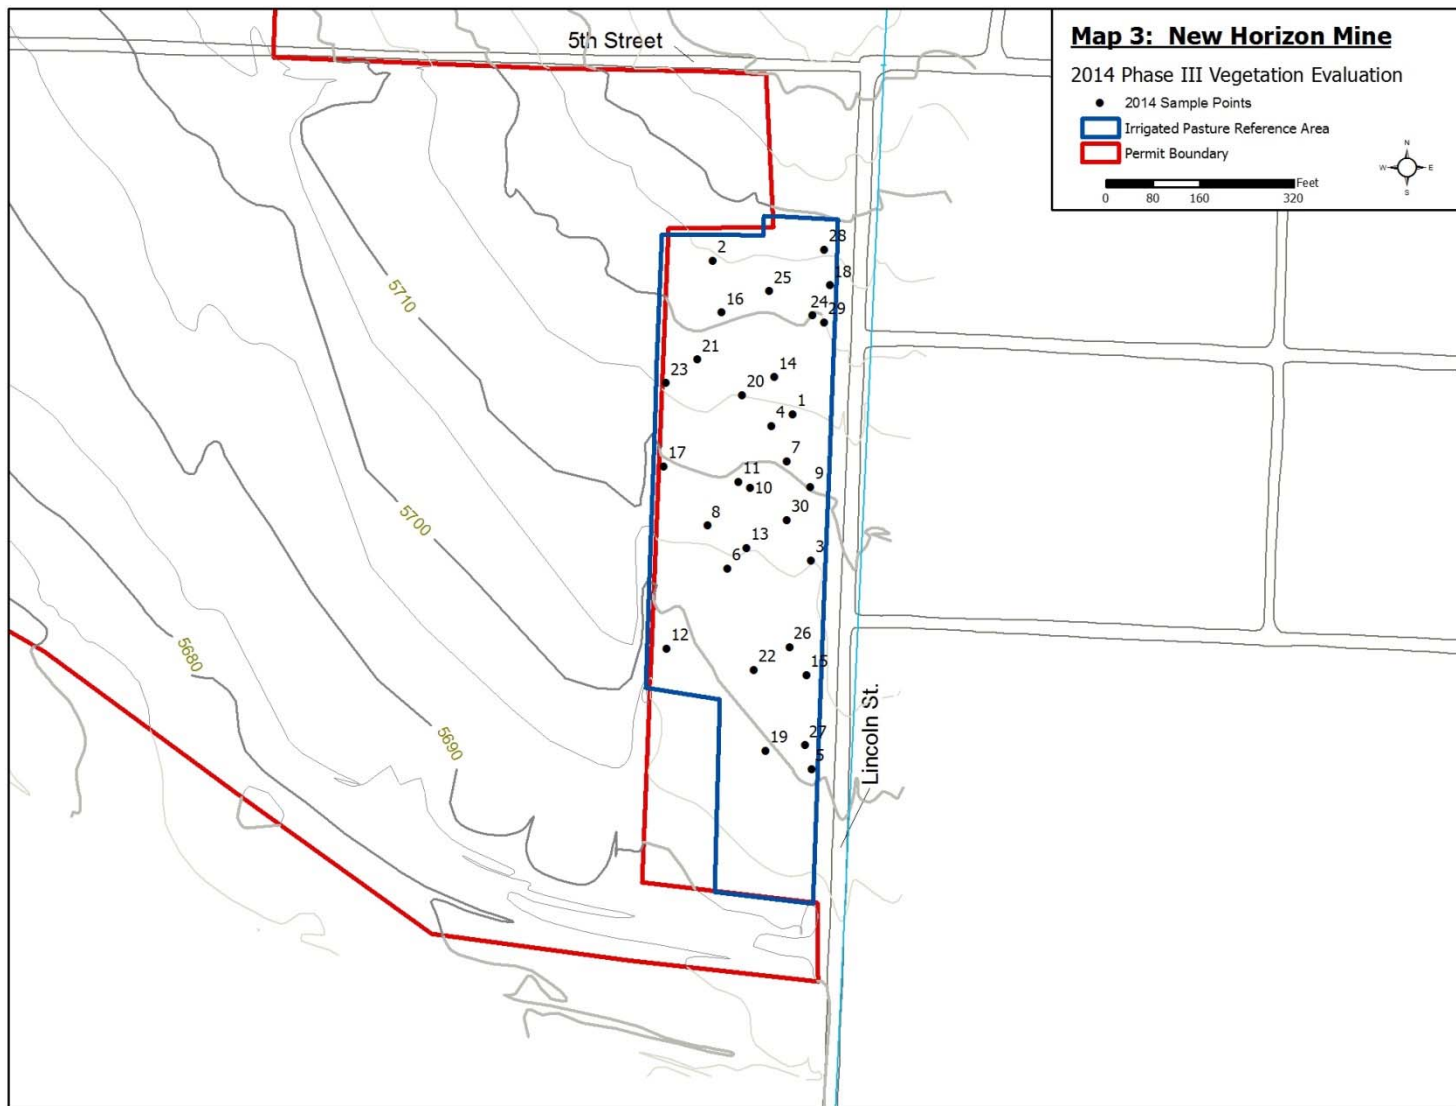 5th Street
Map 3:  New Horizon Mine
2014 Phase III Vegetation Evaluation
2014 Sample Points
Irrigated Pasture Reference Area
Permit Boundary
N
W E
S
Feet
0 80 160 320
28
2
18
25
24
16
29
21
14
23
20
1
4
5710
7
17
11
9
10
5700
30
8
13
3
6
26
12
5680
22
15
27
19
5690
5
Lincoln St.